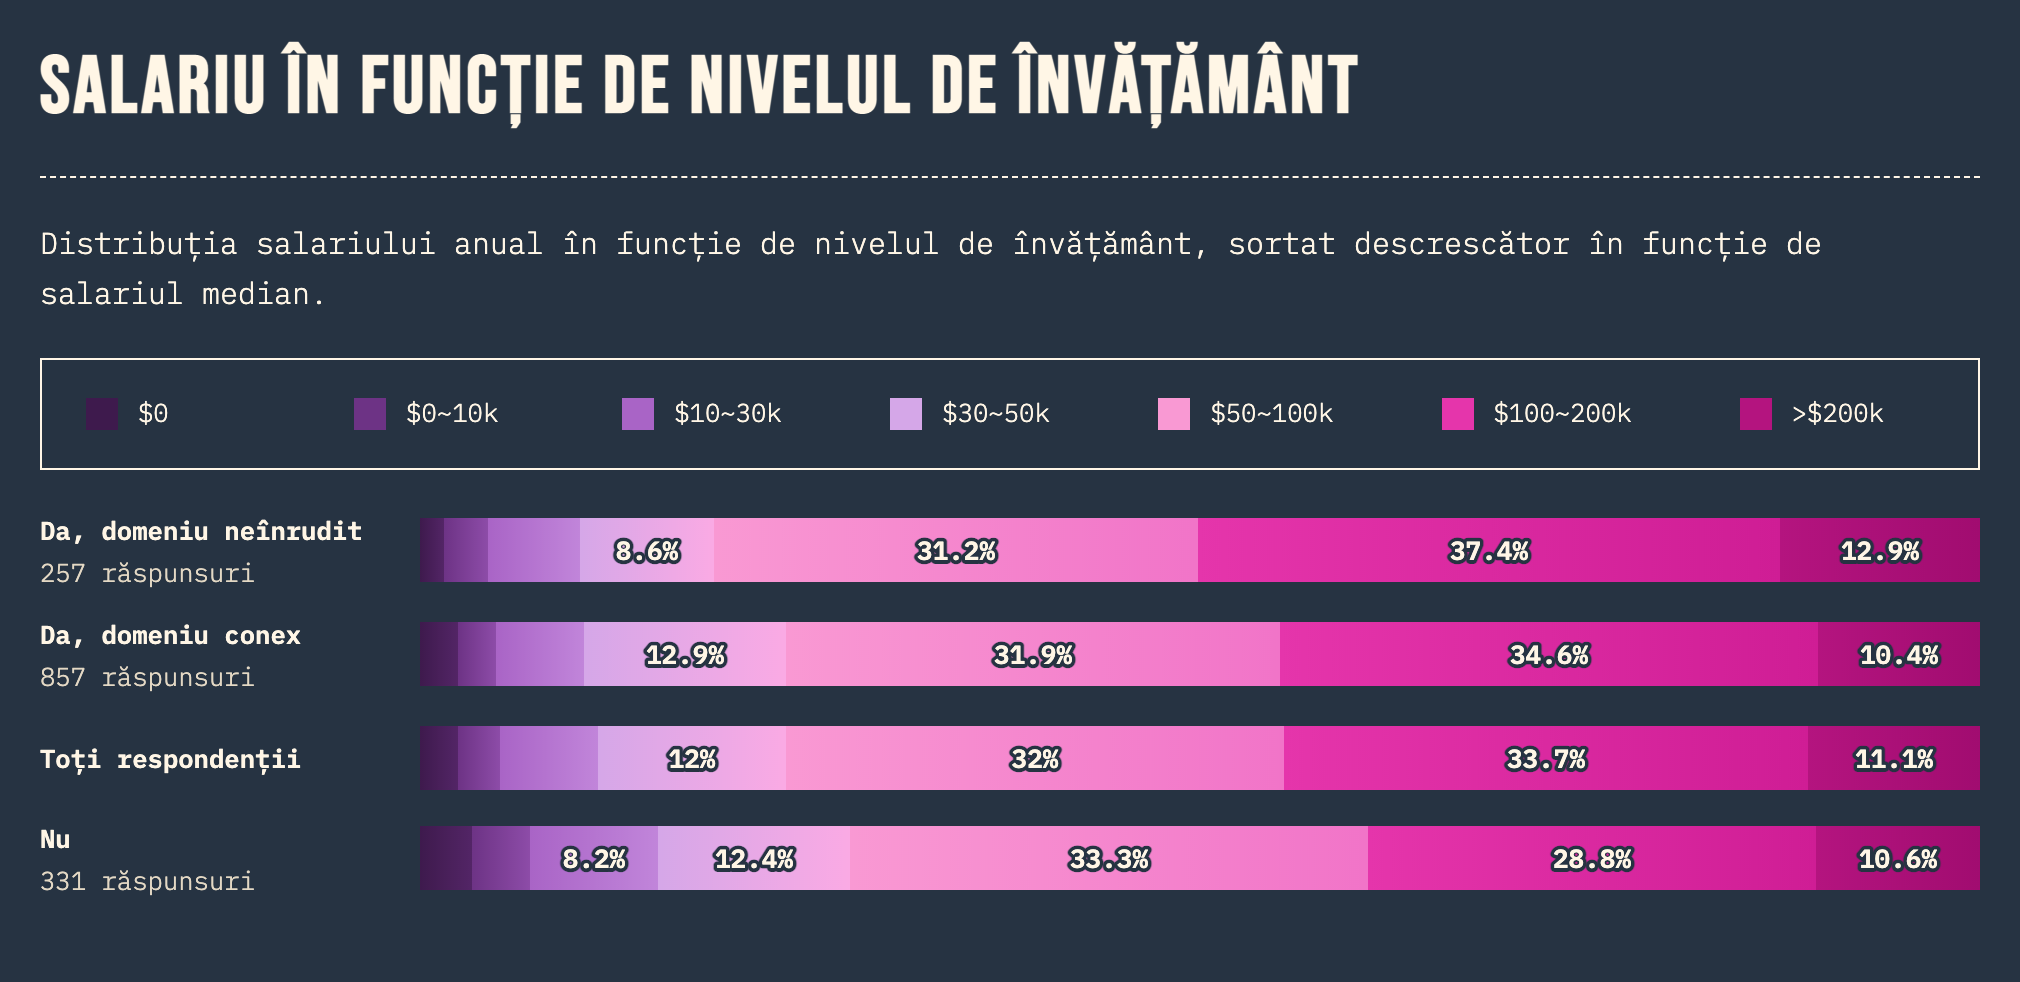 SALARIU ÎN FUNCȚIE DE NIVELUL DE ÎNVĂȚĂMÂNT
Distribuția salariului anual în funcție de nivelul de învățământ, sortat descrescător în funcție de
salariul median.
$0 $0~10k $10~30k $30~50k $50~100k $100~200k >$200k
Da, domeniu neînrudit
257 răspunsuri
8.6% 31.2% 37.4% 12.9%
Da, domeniu conex
857 răspunsuri
12.9% 31.9% 34.6% 10.4%
Toți respondenții
12% 32% 33.7% 11.1%
Nu
331 răspunsuri
8.2% 12.4% 33.3% 28.8% 10.6%